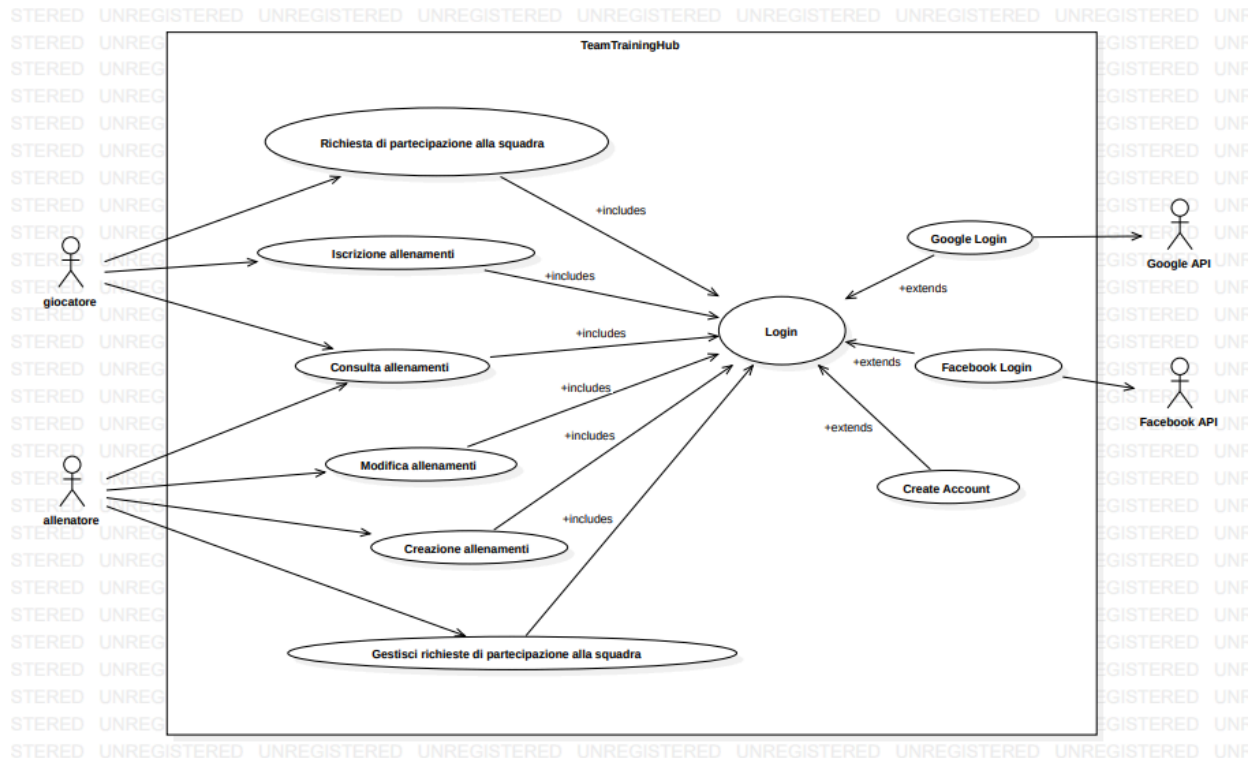 UNREGISTERED
TeamTrainingHub
Richiesta di partecipazione alla squadra
+includes
Google Login
Google API
Iscrizione allenamenti
+includes
giocatore
+extends
Login
+includes
Consulta allenamenti
+extends
Facebook Login
+includes
Facebook API
+extends
+includes
Modifica allenamenti
Create Account
allenatore
+includes
Creazione allenamenti
Gestisci richieste di partecipazione alla squadra